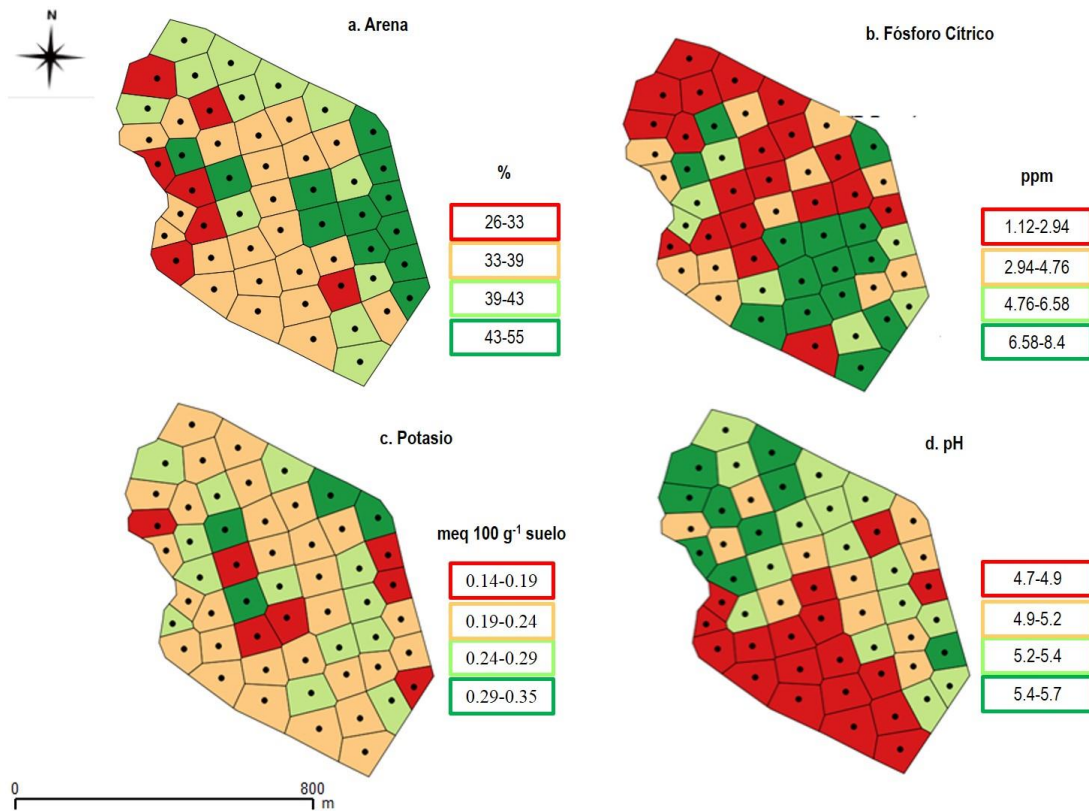 N
a. Arena
%
26-33
33-39
39-43
43-55
b. Fósforo Cítrico
ppm
1.12-2.94
2.94-4.76
4.76-6.58
6.58-8.4
c. Potasio
meq 100 g⁻¹ suelo
0.14-0.19
0.19-0.24
0.24-0.29
0.29-0.35
d. pH
4.7-4.9
4.9-5.2
5.2-5.4
5.4-5.7
0 800
m